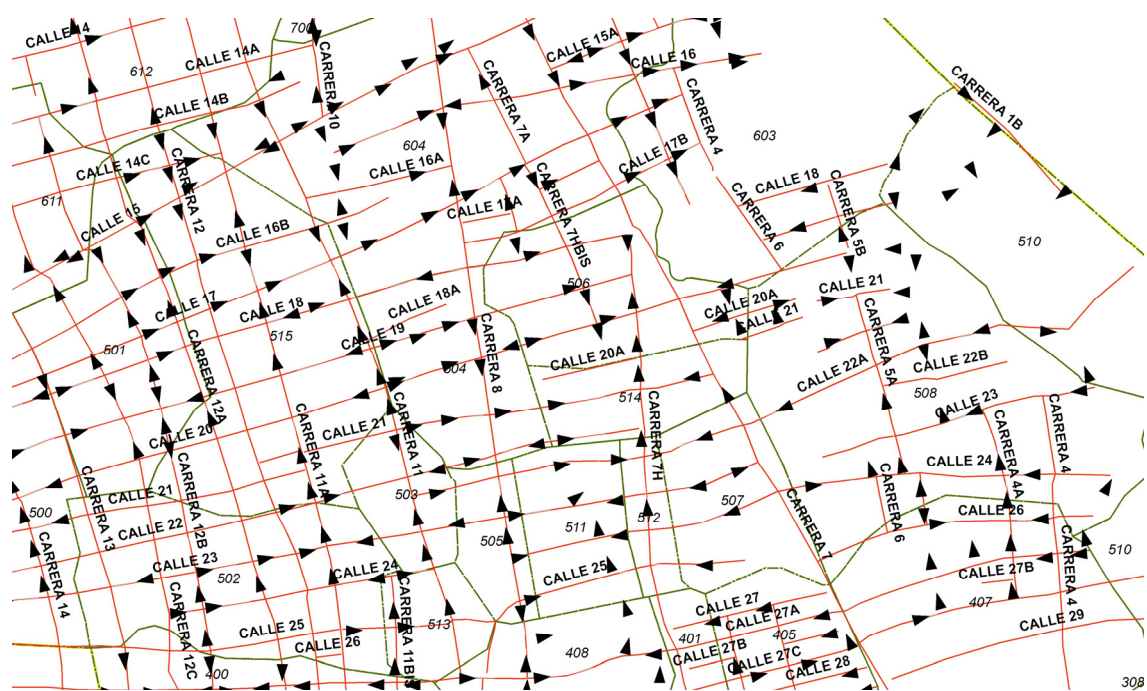 CALLE 14
700
CALLE 15A
CALLE 14A
CALLE 16
612
CARRERA 10
CARRERA 7A
CARRERA 4
CARRERA 1B
CALLE 14B
603
604
CALLE 17B
CALLE 14C
CALLE 16A
CARRERA 12
CARRERA 7HBIS
CALLE 18
611
CALLE 15
CALLE 17A
CARRERA 6
CARRERA 5B
CALLE 16B
510
506
CALLE 21
CALLE 17
CALLE 18
CALLE 18A
CALLE 20A
CALLE 21
CALLE 19
515
501
CARRERA 12A
CARRERA 8
CALLE 20A
CARRERA 5A
CALLE 22A
CALLE 22B
604
514
508
CALLE 23
CALLE 20
CARRERA 11A
CALLE 21
CARRERA 11
CARRERA 7H
CARRERA 4A
CARRERA 4
CALLE 24
CARRERA 13
CALLE 21
CARRERA 12B
503
507
CARRERA 7
CARRERA 6
CALLE 26
500
CARRERA 14
CALLE 22
511
512
505
510
CALLE 23
502
CALLE 24
CALLE 25
CALLE 27B
CARRERA 4
407
CARRERA 12C
CARRERA 11BIS
CALLE 27
CALLE 27A
CALLE 25
513
CALLE 29
CALLE 26
401
405
CALLE 27B
CALLE 27C
400
408
CALLE 28
308